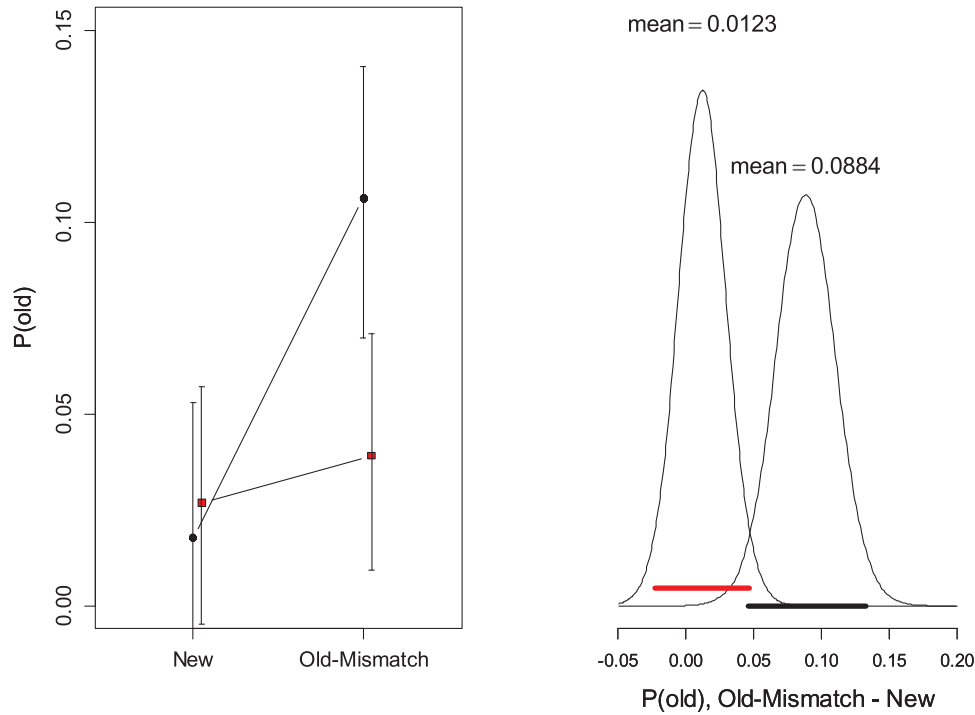 0.15
0.10
0.05
0.00
P(old)
New
Old-Mismatch
mean = 0.0123
mean = 0.0884
-0.05
0.00
0.05
0.10
0.15
0.20
P(old), Old-Mismatch - New